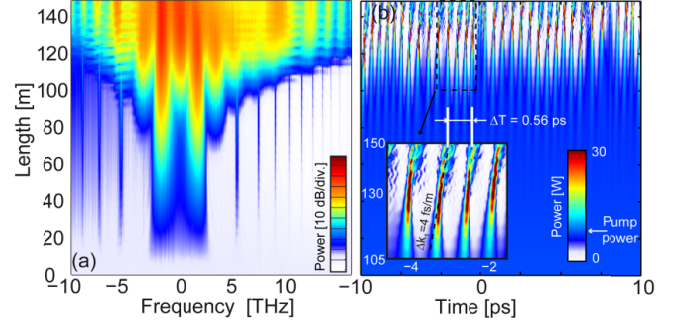 140
120
100
80
60
40
20
0
Length [m]
(a)
Power [10 dB/div.]
−10
−5
0
5
10
−10
−5
0
5
10
Frequency [THz]
Time [ps]
(b)
ΔT = 0.56 ps
150
130
105
−4
−2
Δk₁=4 fs/m
30
0
Power [W]
Pump
power